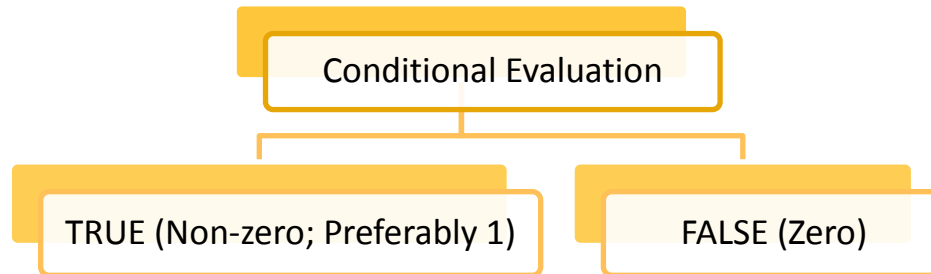 Conditional Evaluation
TRUE (Non-zero; Preferably 1)
FALSE (Zero)